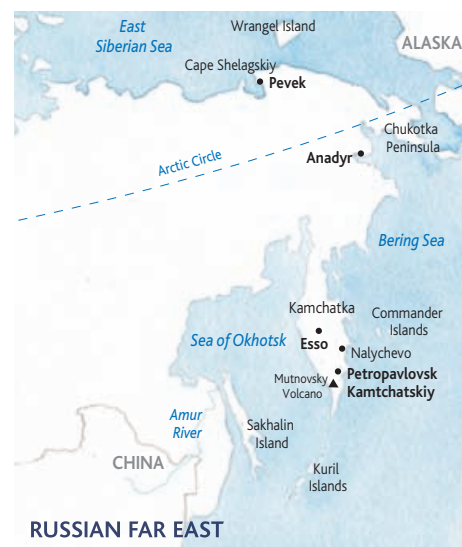 East
Siberian Sea
Wrangel Island
ALASKA
Cape Shelagskiy
Pevek
Chukotka
Peninsula
Anadyr
Arctic Circle
Bering Sea
Kamchatka
Commander
Islands
Sea of Okhotsk
Esso
Nalychevo
Petropavlovsk
Kamtchatskiy
Mutnovsky
Volcano
Amur
River
Sakhalin
Island
CHINA
Kuril
Islands
RUSSIAN FAR EAST